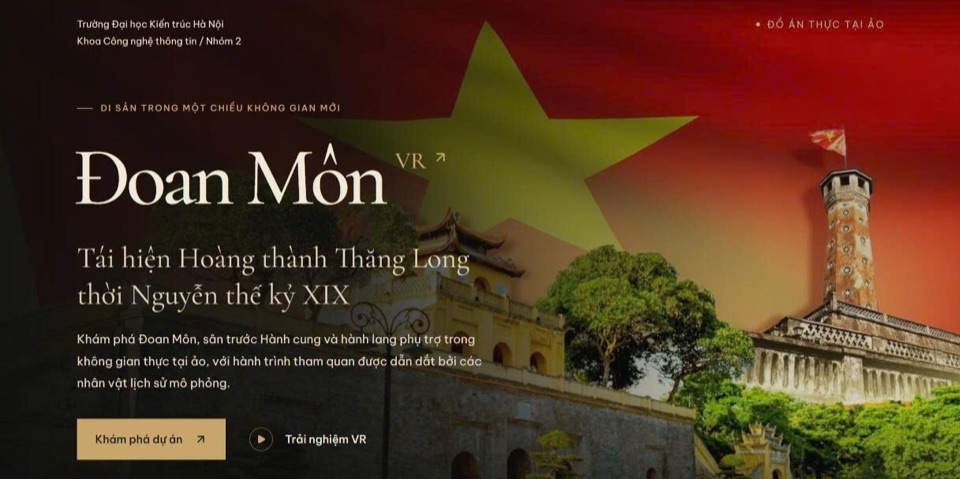 Trường Đại học Kiến trúc Hà Nội
Khoa Công nghệ thông tin / Nhóm 2
ĐỒ ÁN THỰC TẠI ẢO
DI SẢN TRONG MỘT CHIỀU KHÔNG GIAN MỚI
Đoan Môn VR ↗
Tái hiện Hoàng thành Thăng Long
thời Nguyễn thế kỷ XIX
Khám phá Đoan Môn, sân trước Hành cung và hành lang phụ trợ trong
không gian thực tại ảo, với hành trình tham quan được dẫn dắt bởi các
nhân vật lịch sử mô phỏng.
Khám phá dự án ↗
Trải nghiệm VR